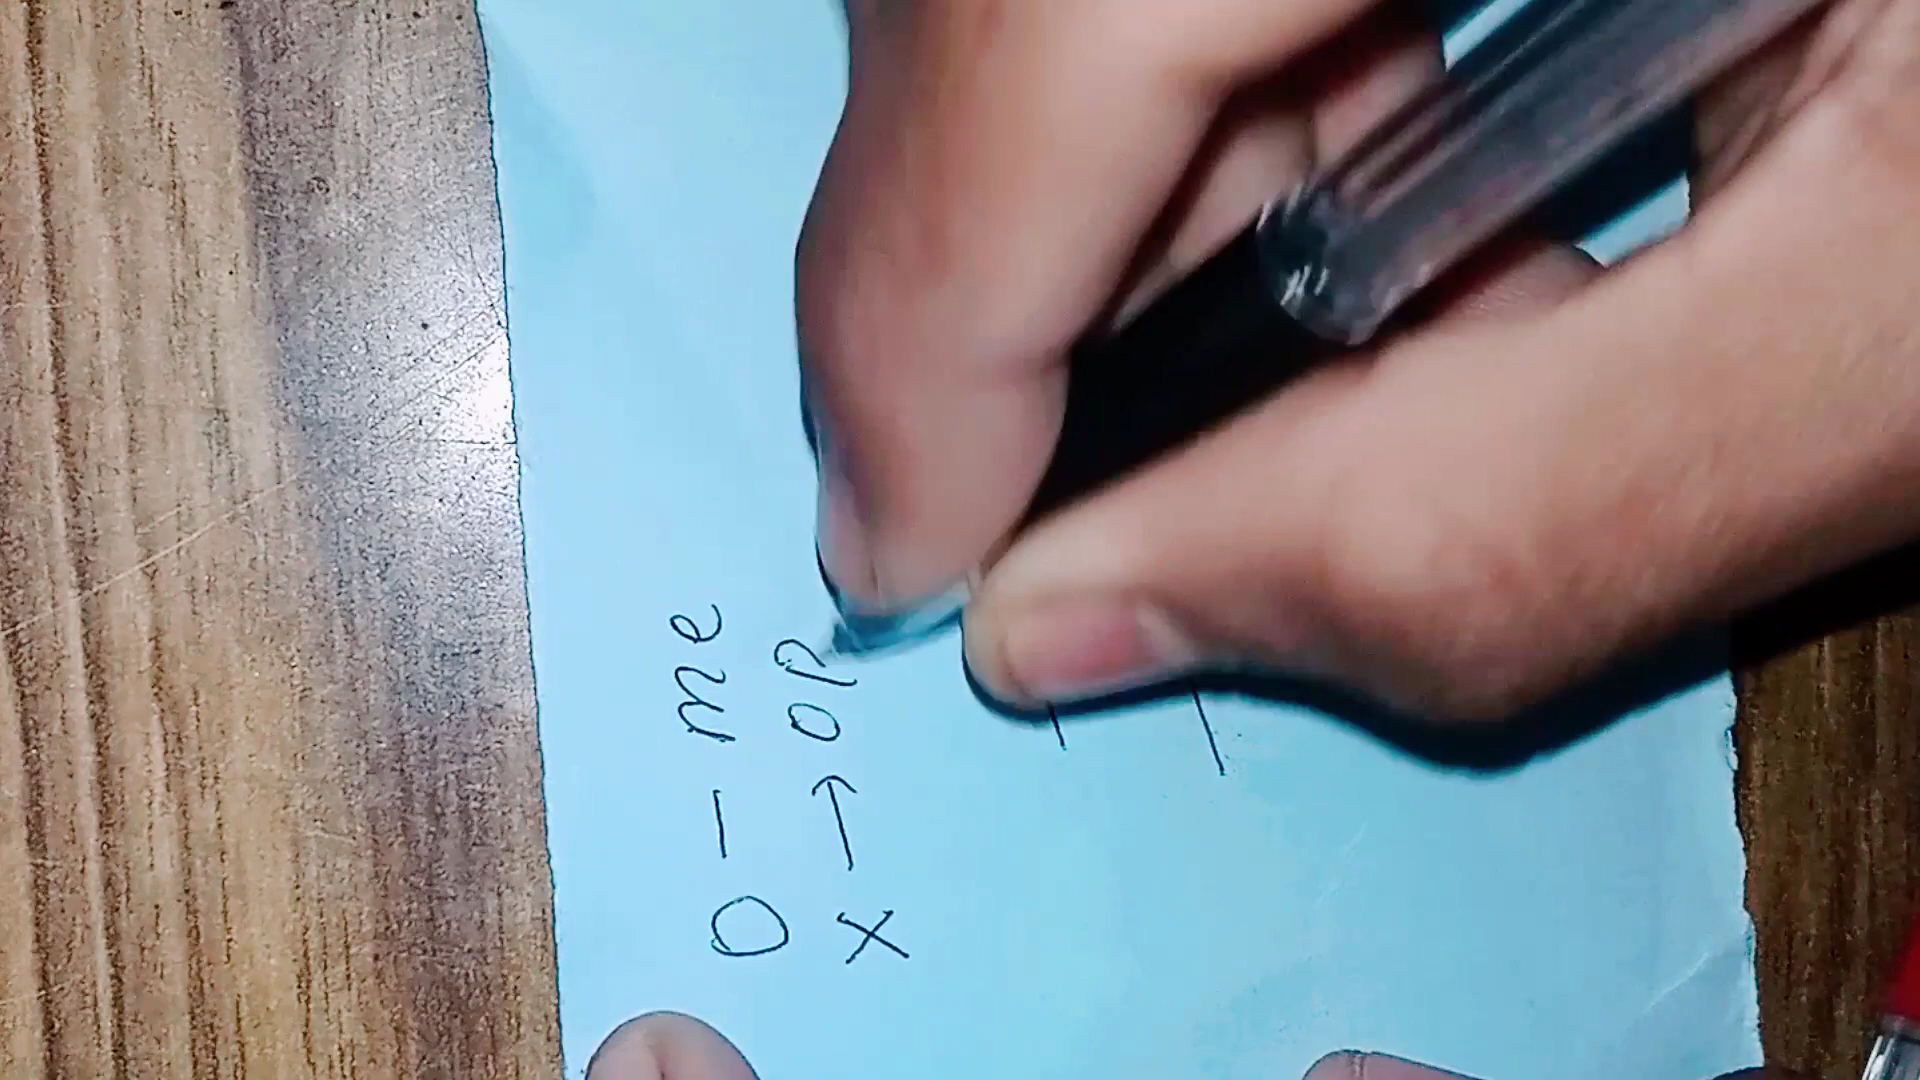 O - me
X → op